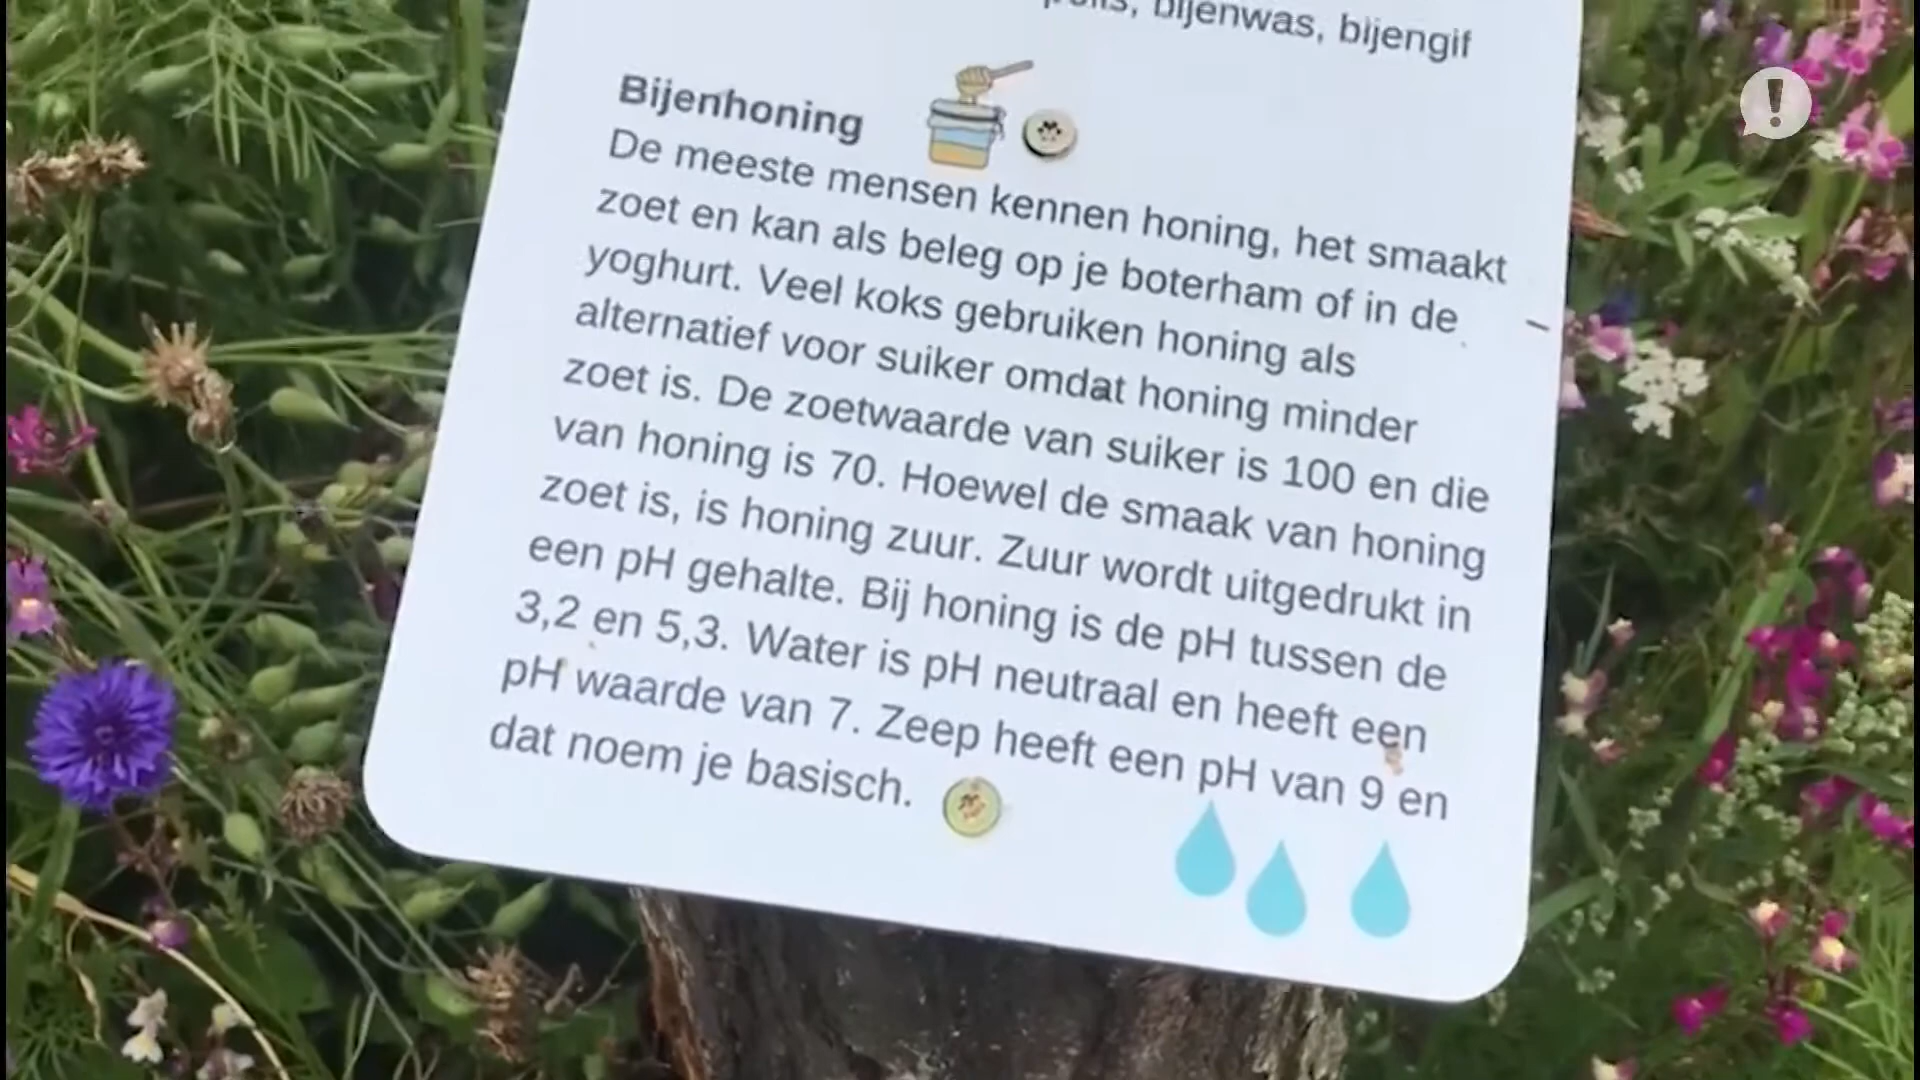 bijenwas, bijengif
Bijenhoning
De meeste mensen kennen honing, het smaakt
zoet en kan als beleg op je boterham of in de
yoghurt. Veel koks gebruiken honing als
alternatief voor suiker omdat honing minder
zoet is. De zoetwaarde van suiker is 100 en die
van honing is 70. Hoewel de smaak van honing
zoet is, is honing zuur. Zuur wordt uitgedrukt in
een pH gehalte. Bij honing is de pH tussen de
3,2 en 5,3. Water is pH neutraal en heeft een
pH waarde van 7. Zeep heeft een pH van 9 en
dat noem je basisch.